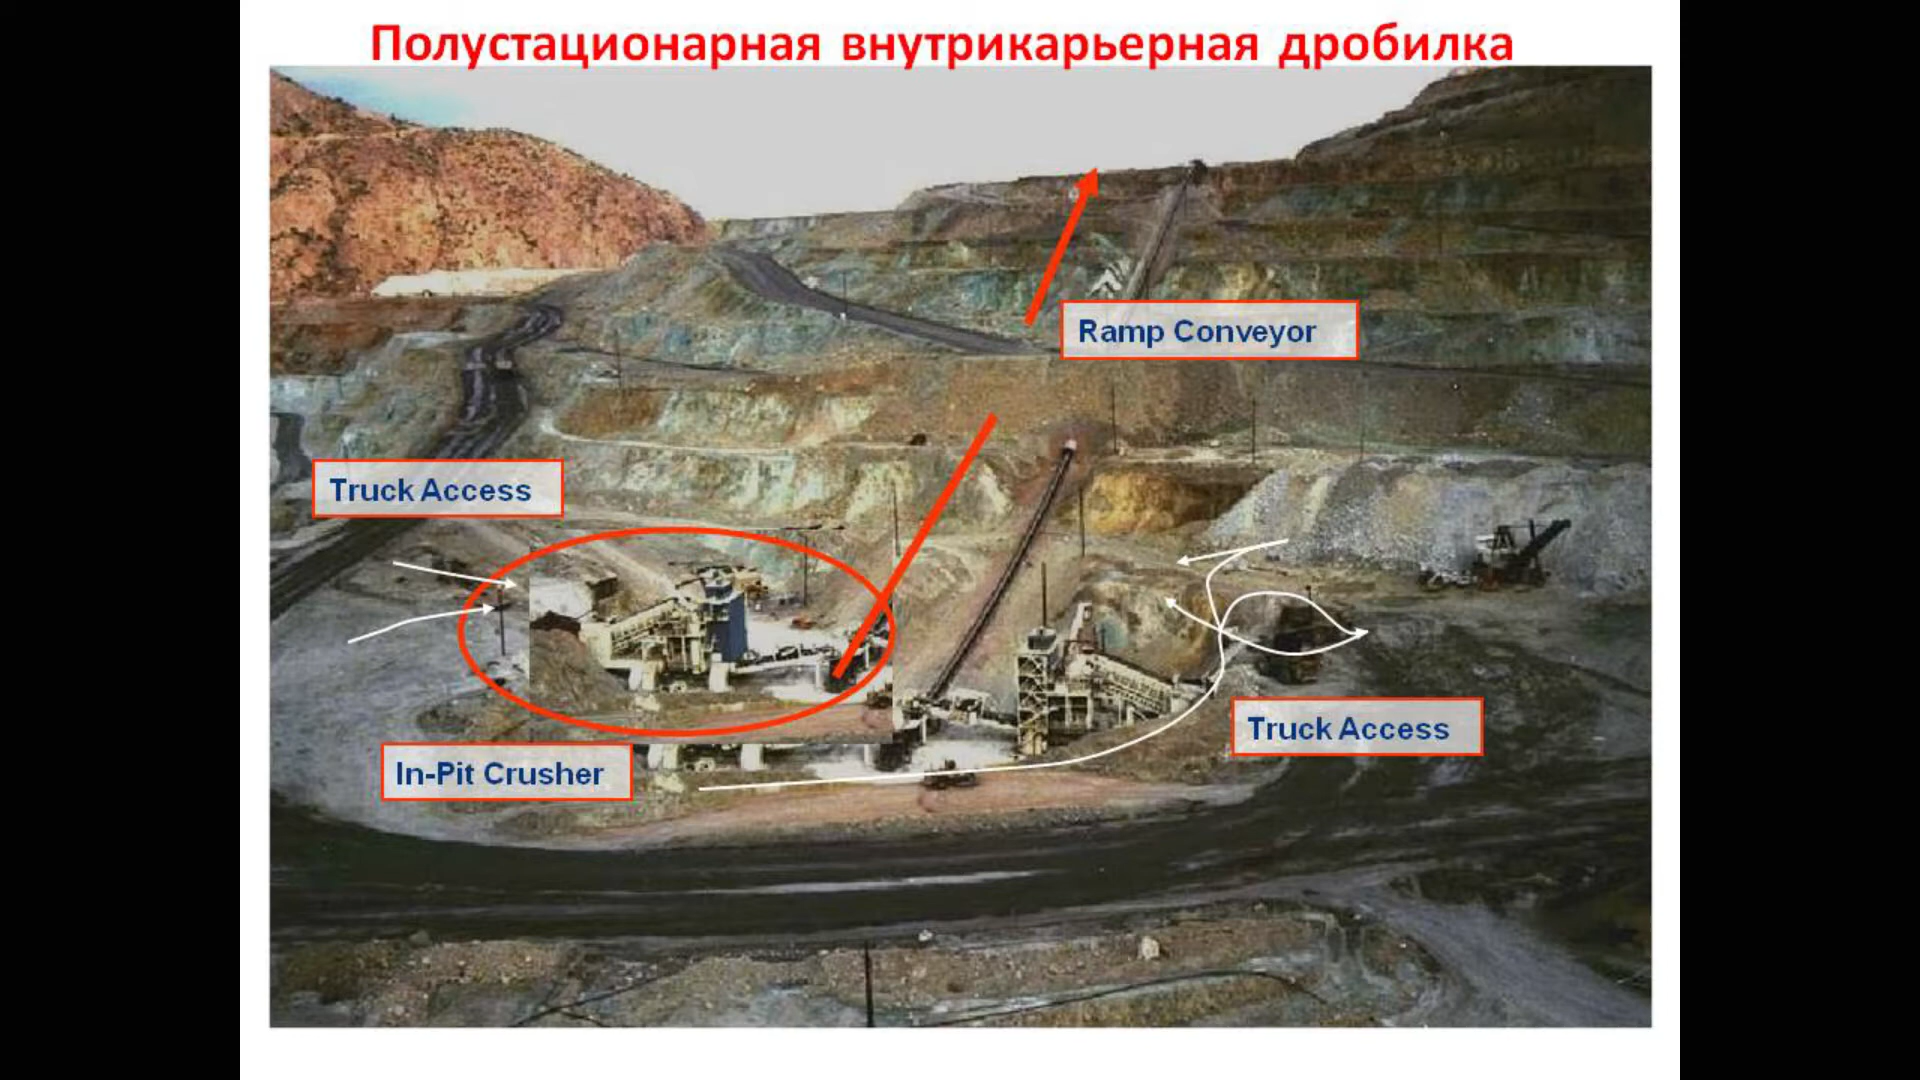 Полустационарная внутрикарьерная дробилка
Ramp Conveyor
Truck Access
Truck Access
In-Pit Crusher